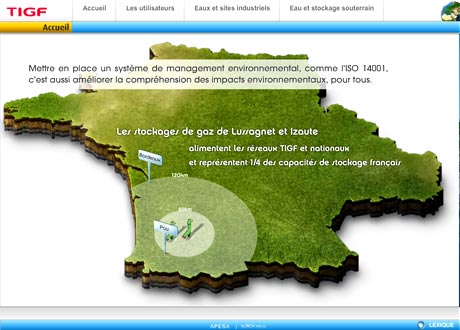 TIGF
Accueil
Les utilisateurs
Eaux et sites industriels
Eau et stockage souterrain
Accueil
Mettre en place un système de management environnemental, comme l'ISO 14001,
c'est aussi améliorer la compréhension des impacts environnementaux, pour tous.
Les stockages de gaz de Lussagnet et Izaute
alimentent les réseaux TIGF et nationaux
et représentent 1/4 des capacités de stockage français
Bordeaux
120km
Pau
APESA
LEXIQUE